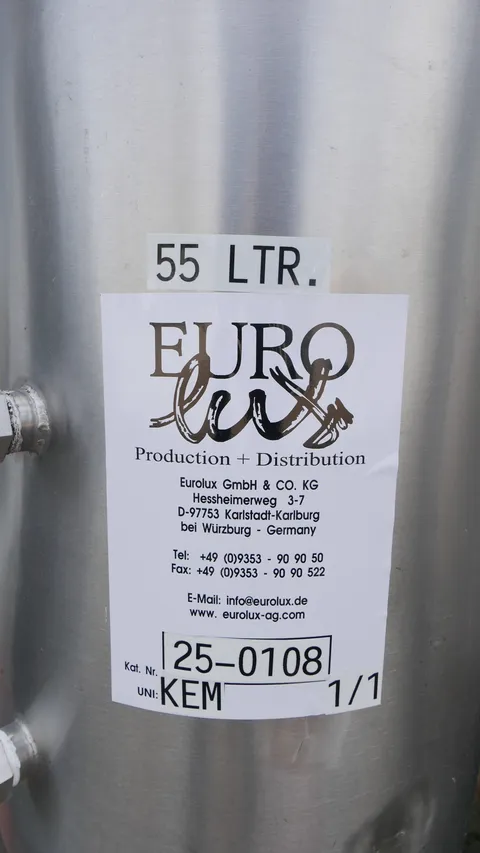 55 LTR.
EURO
lux
Production + Distribution
Eurolux GmbH & CO. KG
Hessheimerweg 3-7
D-97753 Karlstadt-Karlburg
bei Würzburg - Germany
Tel: +49 (0)9353 - 90 90 50
Fax: +49 (0)9353 - 90 90 522
E-Mail: info@eurolux.de
www. eurolux-ag.com
Kat. Nr. 25-0108
UNI: KEM 1/1